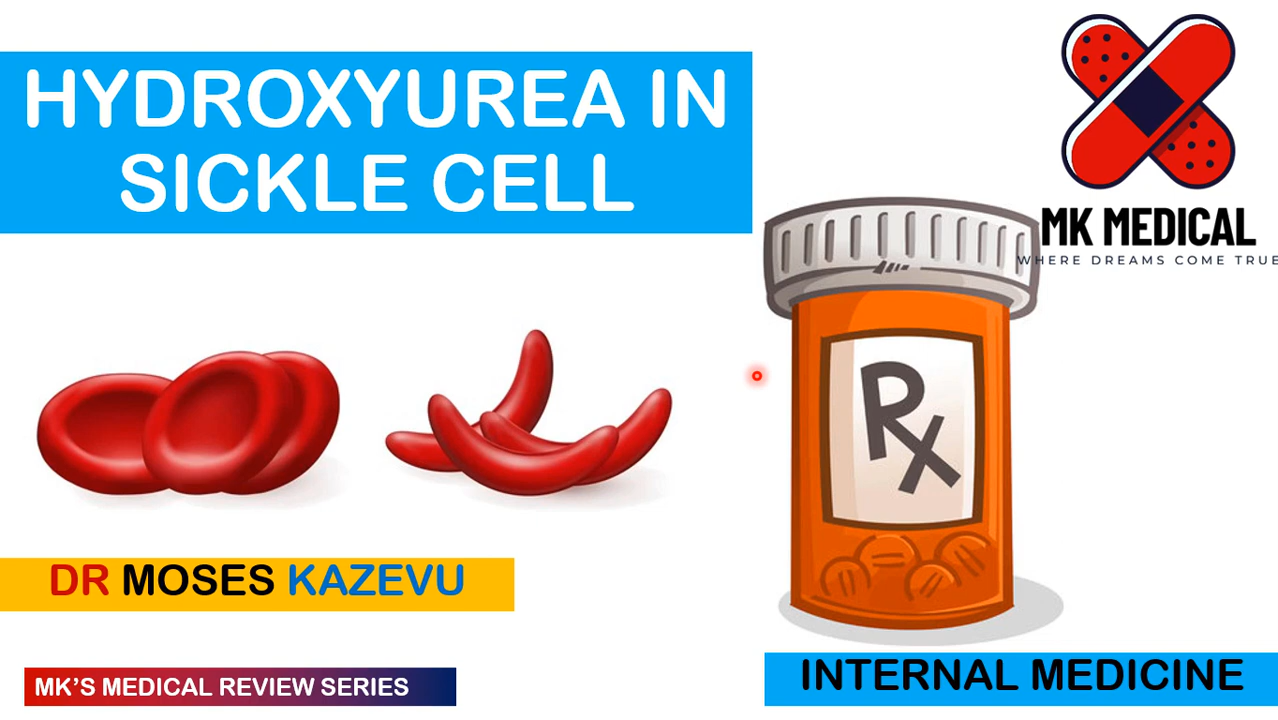 HYDROXYUREA IN
SICKLE CELL
MK MEDICAL
WHERE DREAMS COME TRUE
Rx
DR MOSES KAZEVU
MK'S MEDICAL REVIEW SERIES
INTERNAL MEDICINE